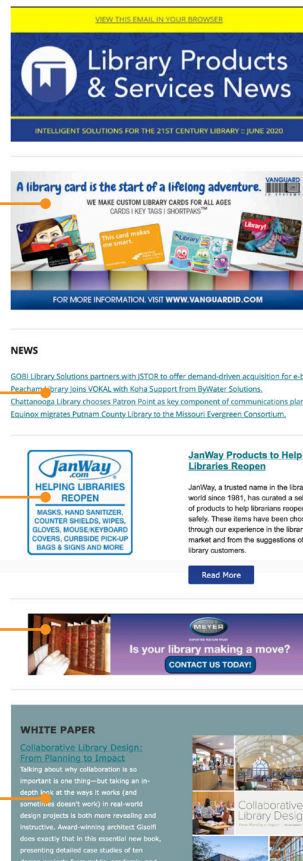 VIEW THIS EMAIL IN YOUR BROWSER
Library Products
& Services News
INTELLIGENT SOLUTIONS FOR THE 21ST CENTURY LIBRARY :: JUNE 2020
A library card is the start of a lifelong adventure.
VANGUARD
WE MAKE CUSTOM LIBRARY CARDS FOR ALL AGES
CARDS | KEY TAGS | SHORTPAKS™
This card makes
me smart.
Library
Library!
FOR MORE INFORMATION, VISIT WWW.VANGUARDID.COM
NEWS
GOBI Library Solutions partners with JSTOR to offer demand-driven acquisition for e-b
Peacham Library Joins VOKAL with Koha Support from ByWater Solutions.
Chattanooga Library chooses Patron Point as key component of communications plan
Equinox migrates Putnam County Library to the Missouri Evergreen Consortium.
JanWay
.com
HELPING LIBRARIES
REOPEN
MASKS, HAND SANITIZER,
COUNTER SHIELDS, WIPES,
GLOVES, MOUSE/KEYBOARD
COVERS, CURBSIDE PICK-UP
BAGS & SIGNS AND MORE
JanWay Products to Help
Libraries Reopen
JanWay, a trusted name in the libra
world since 1981, has curated a sel
of products to help librarians reopen
safely. These items have been chos
through our experience in the library
market and from the suggestions of
library customers.
Read More
MEYER
Is your library making a move?
CONTACT US TODAY!
WHITE PAPER
Collaborative Library Design:
From Planning to Impact
Talking about why collaboration is so
important is one thing—but taking an in-
depth look at the ways it works (and
sometimes doesn't work) in real-world
design projects is both more revealing and
instructive. Award-winning architect Gisolfi
does exactly that in this essential new book,
presenting detailed case studies of ten
Collaborative
Library Desig